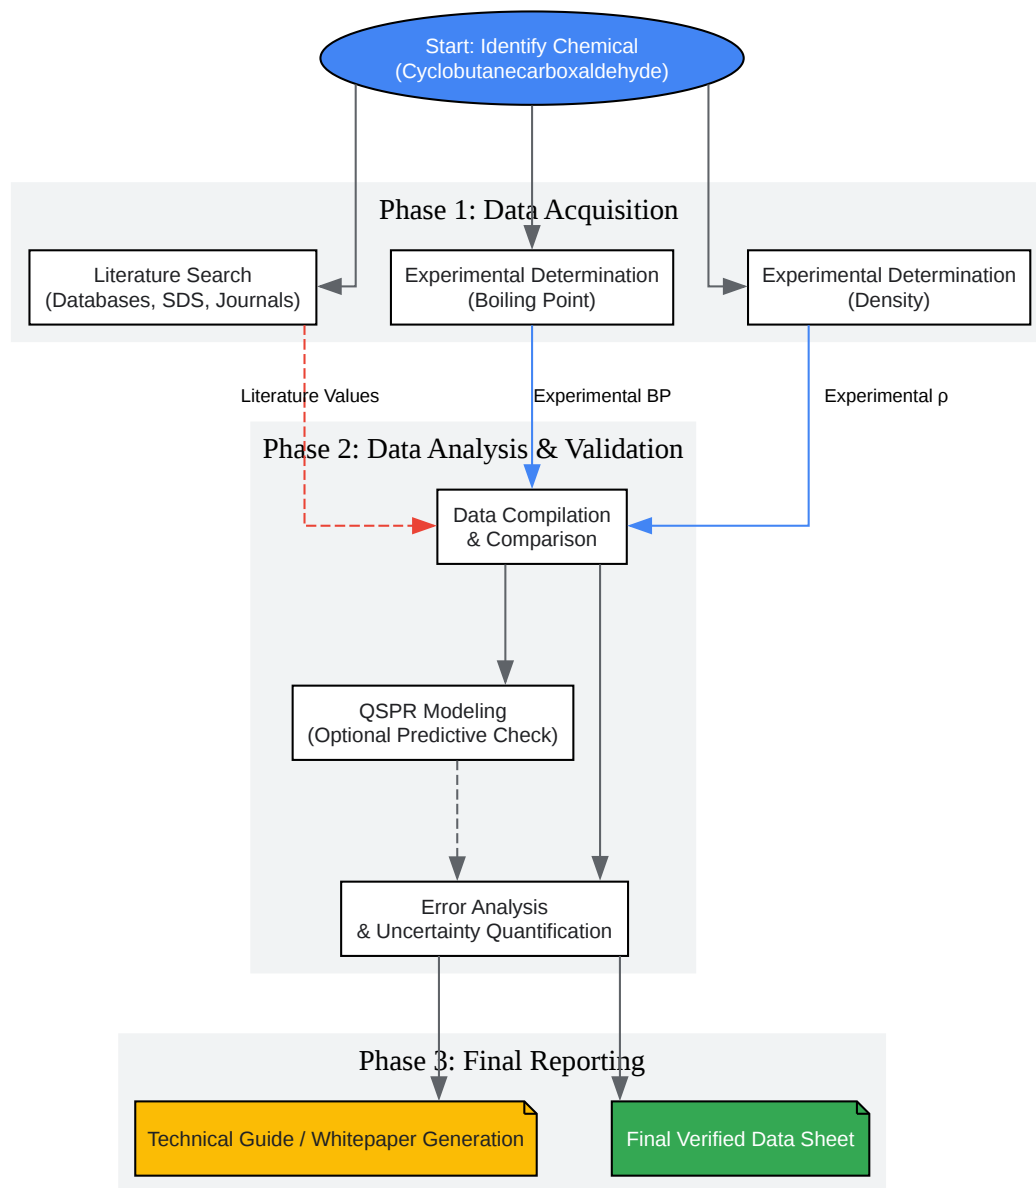 Start: Identify Chemical
(Cyclobutanecarboxaldehyde)
Phase 1: Data Acquisition
Literature Search
(Databases, SDS, Journals)
Experimental Determination
(Boiling Point)
Experimental Determination
(Density)
Literature Values
Experimental BP
Experimental ρ
Phase 2: Data Analysis & Validation
Data Compilation
& Comparison
QSPR Modeling
(Optional Predictive Check)
Error Analysis
& Uncertainty Quantification
Phase 3: Final Reporting
Technical Guide / Whitepaper Generation
Final Verified Data Sheet